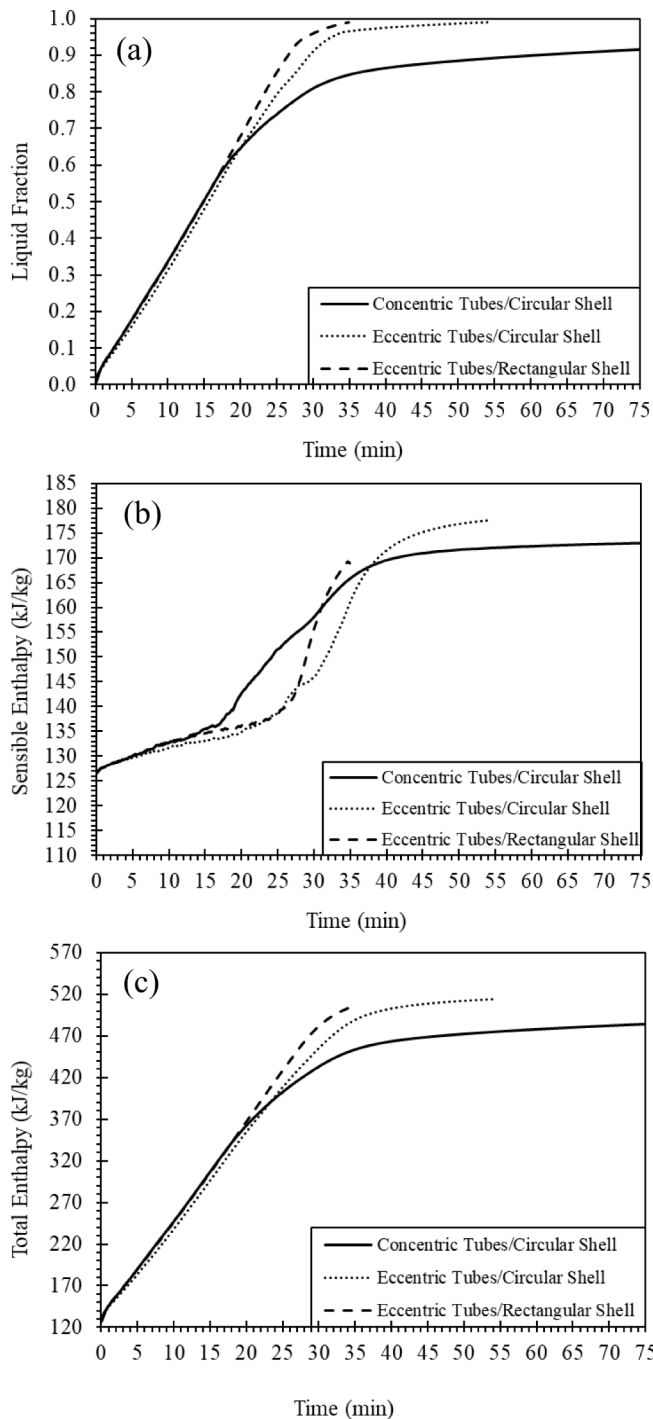 (a)
1.0
0.9
0.8
0.7
0.6
0.5
0.4
0.3
0.2
0.1
0.0
Liquid Fraction
Concentric Tubes/Circular Shell
Eccentric Tubes/Circular Shell
Eccentric Tubes/Rectangular Shell
0 5 10 15 20 25 30 35 40 45 50 55 60 65 70 75
Time (min)
(b)
185
180
175
170
165
160
155
150
145
140
135
130
125
120
115
110
Sensible Enthalpy (kJ/kg)
Concentric Tubes/Circular Shell
Eccentric Tubes/Circular Shell
Eccentric Tubes/Rectangular Shell
0 5 10 15 20 25 30 35 40 45 50 55 60 65 70 75
Time (min)
(c)
570
520
470
420
370
320
270
220
170
120
Total Enthalpy (kJ/kg)
Concentric Tubes/Circular Shell
Eccentric Tubes/Circular Shell
Eccentric Tubes/Rectangular Shell
0 5 10 15 20 25 30 35 40 45 50 55 60 65 70 75
Time (min)